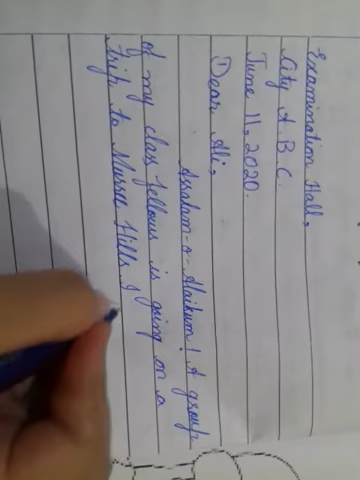 Examination Hall,
City A.B.C.
June 11, 2020.
Dear Ali,
Assalam-o-Alaikum! A group
of my class fellows is going on a
trip to Murree Hills. I